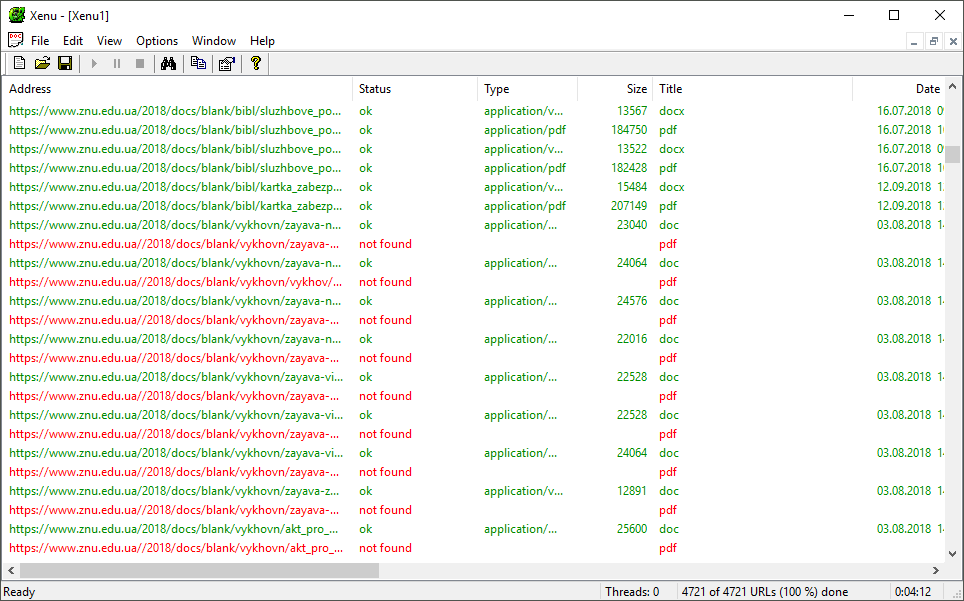 Xenu - [Xenu1]
File Edit View Options Window Help
Address Status Type Size Title Date
https://www.znu.edu.ua/2018/docs/blank/bibl/sluzhbove_po... ok application/v... 13567 docx 16.07.2018 0
https://www.znu.edu.ua/2018/docs/blank/bibl/sluzhbove_po... ok application/pdf 184750 pdf 16.07.2018 1
https://www.znu.edu.ua/2018/docs/blank/bibl/sluzhbove_po... ok application/v... 13522 docx 16.07.2018 0
https://www.znu.edu.ua/2018/docs/blank/bibl/sluzhbove_po... ok application/pdf 182428 pdf 16.07.2018 1
https://www.znu.edu.ua/2018/docs/blank/bibl/kartka_zabezp... ok application/v... 15484 docx 12.09.2018 1
https://www.znu.edu.ua/2018/docs/blank/bibl/kartka_zabezp... ok application/pdf 207149 pdf 12.09.2018 1
https://www.znu.edu.ua/2018/docs/blank/vykhovn/zayava-n... ok application/... 23040 doc 03.08.2018 1
https://www.znu.edu.ua//2018/docs/blank/vykhovn/zayava-... not found pdf
https://www.znu.edu.ua/2018/docs/blank/vykhovn/zayava-n... ok application/... 24064 doc 03.08.2018 1
https://www.znu.edu.ua//2018/docs/blank/vykhovn/vykhov/... not found pdf
https://www.znu.edu.ua/2018/docs/blank/vykhovn/zayava-n... ok application/... 24576 doc 03.08.2018 1
https://www.znu.edu.ua//2018/docs/blank/vykhovn/zayava-... not found pdf
https://www.znu.edu.ua/2018/docs/blank/vykhovn/zayava-n... ok application/... 22016 doc 03.08.2018 1
https://www.znu.edu.ua//2018/docs/blank/vykhovn/zayava-... not found pdf
https://www.znu.edu.ua/2018/docs/blank/vykhovn/zayava-vi... ok application/... 22528 doc 03.08.2018 1
https://www.znu.edu.ua//2018/docs/blank/vykhovn/zayava-... not found pdf
https://www.znu.edu.ua/2018/docs/blank/vykhovn/zayava-vi... ok application/... 22528 doc 03.08.2018 1
https://www.znu.edu.ua//2018/docs/blank/vykhovn/zayava-... not found pdf
https://www.znu.edu.ua/2018/docs/blank/vykhovn/zayava-vi... ok application/... 24064 doc 03.08.2018 1
https://www.znu.edu.ua//2018/docs/blank/vykhovn/zayava-... not found pdf
https://www.znu.edu.ua/2018/docs/blank/vykhovn/zayava-z... ok application/v... 12891 doc 03.08.2018 1
https://www.znu.edu.ua//2018/docs/blank/vykhovn/zayava-... not found pdf
https://www.znu.edu.ua/2018/docs/blank/vykhovn/akt_pro_... ok application/... 25600 doc 03.08.2018 1
https://www.znu.edu.ua//2018/docs/blank/vykhovn/akt_pro_... not found pdf
Ready Threads: 0 4721 of 4721 URLs (100 %) done 0:04:12